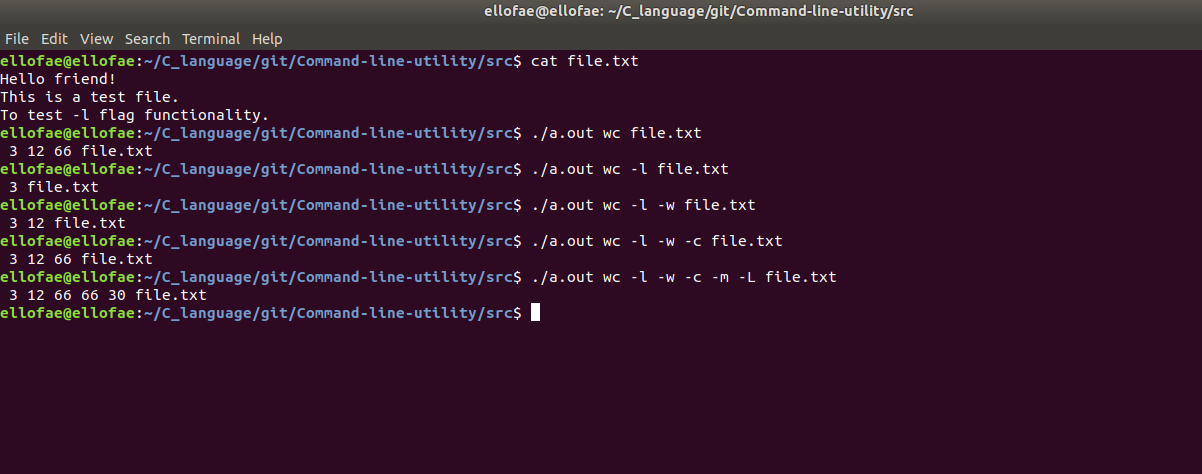 ellofae@ellofae: ~/C_language/git/Command-line-utility/src
File Edit View Search Terminal Help
ellofae@ellofae:~/C_language/git/Command-line-utility/src$ cat file.txt
Hello friend!
This is a test file.
To test -l flag functionality.
ellofae@ellofae:~/C_language/git/Command-line-utility/src$ ./a.out wc file.txt
 3 12 66 file.txt
ellofae@ellofae:~/C_language/git/Command-line-utility/src$ ./a.out wc -l file.txt
 3 file.txt
ellofae@ellofae:~/C_language/git/Command-line-utility/src$ ./a.out wc -l -w file.txt
 3 12 file.txt
ellofae@ellofae:~/C_language/git/Command-line-utility/src$ ./a.out wc -l -w -c file.txt
 3 12 66 file.txt
ellofae@ellofae:~/C_language/git/Command-line-utility/src$ ./a.out wc -l -w -c -m -L file.txt
 3 12 66 66 30 file.txt
ellofae@ellofae:~/C_language/git/Command-line-utility/src$